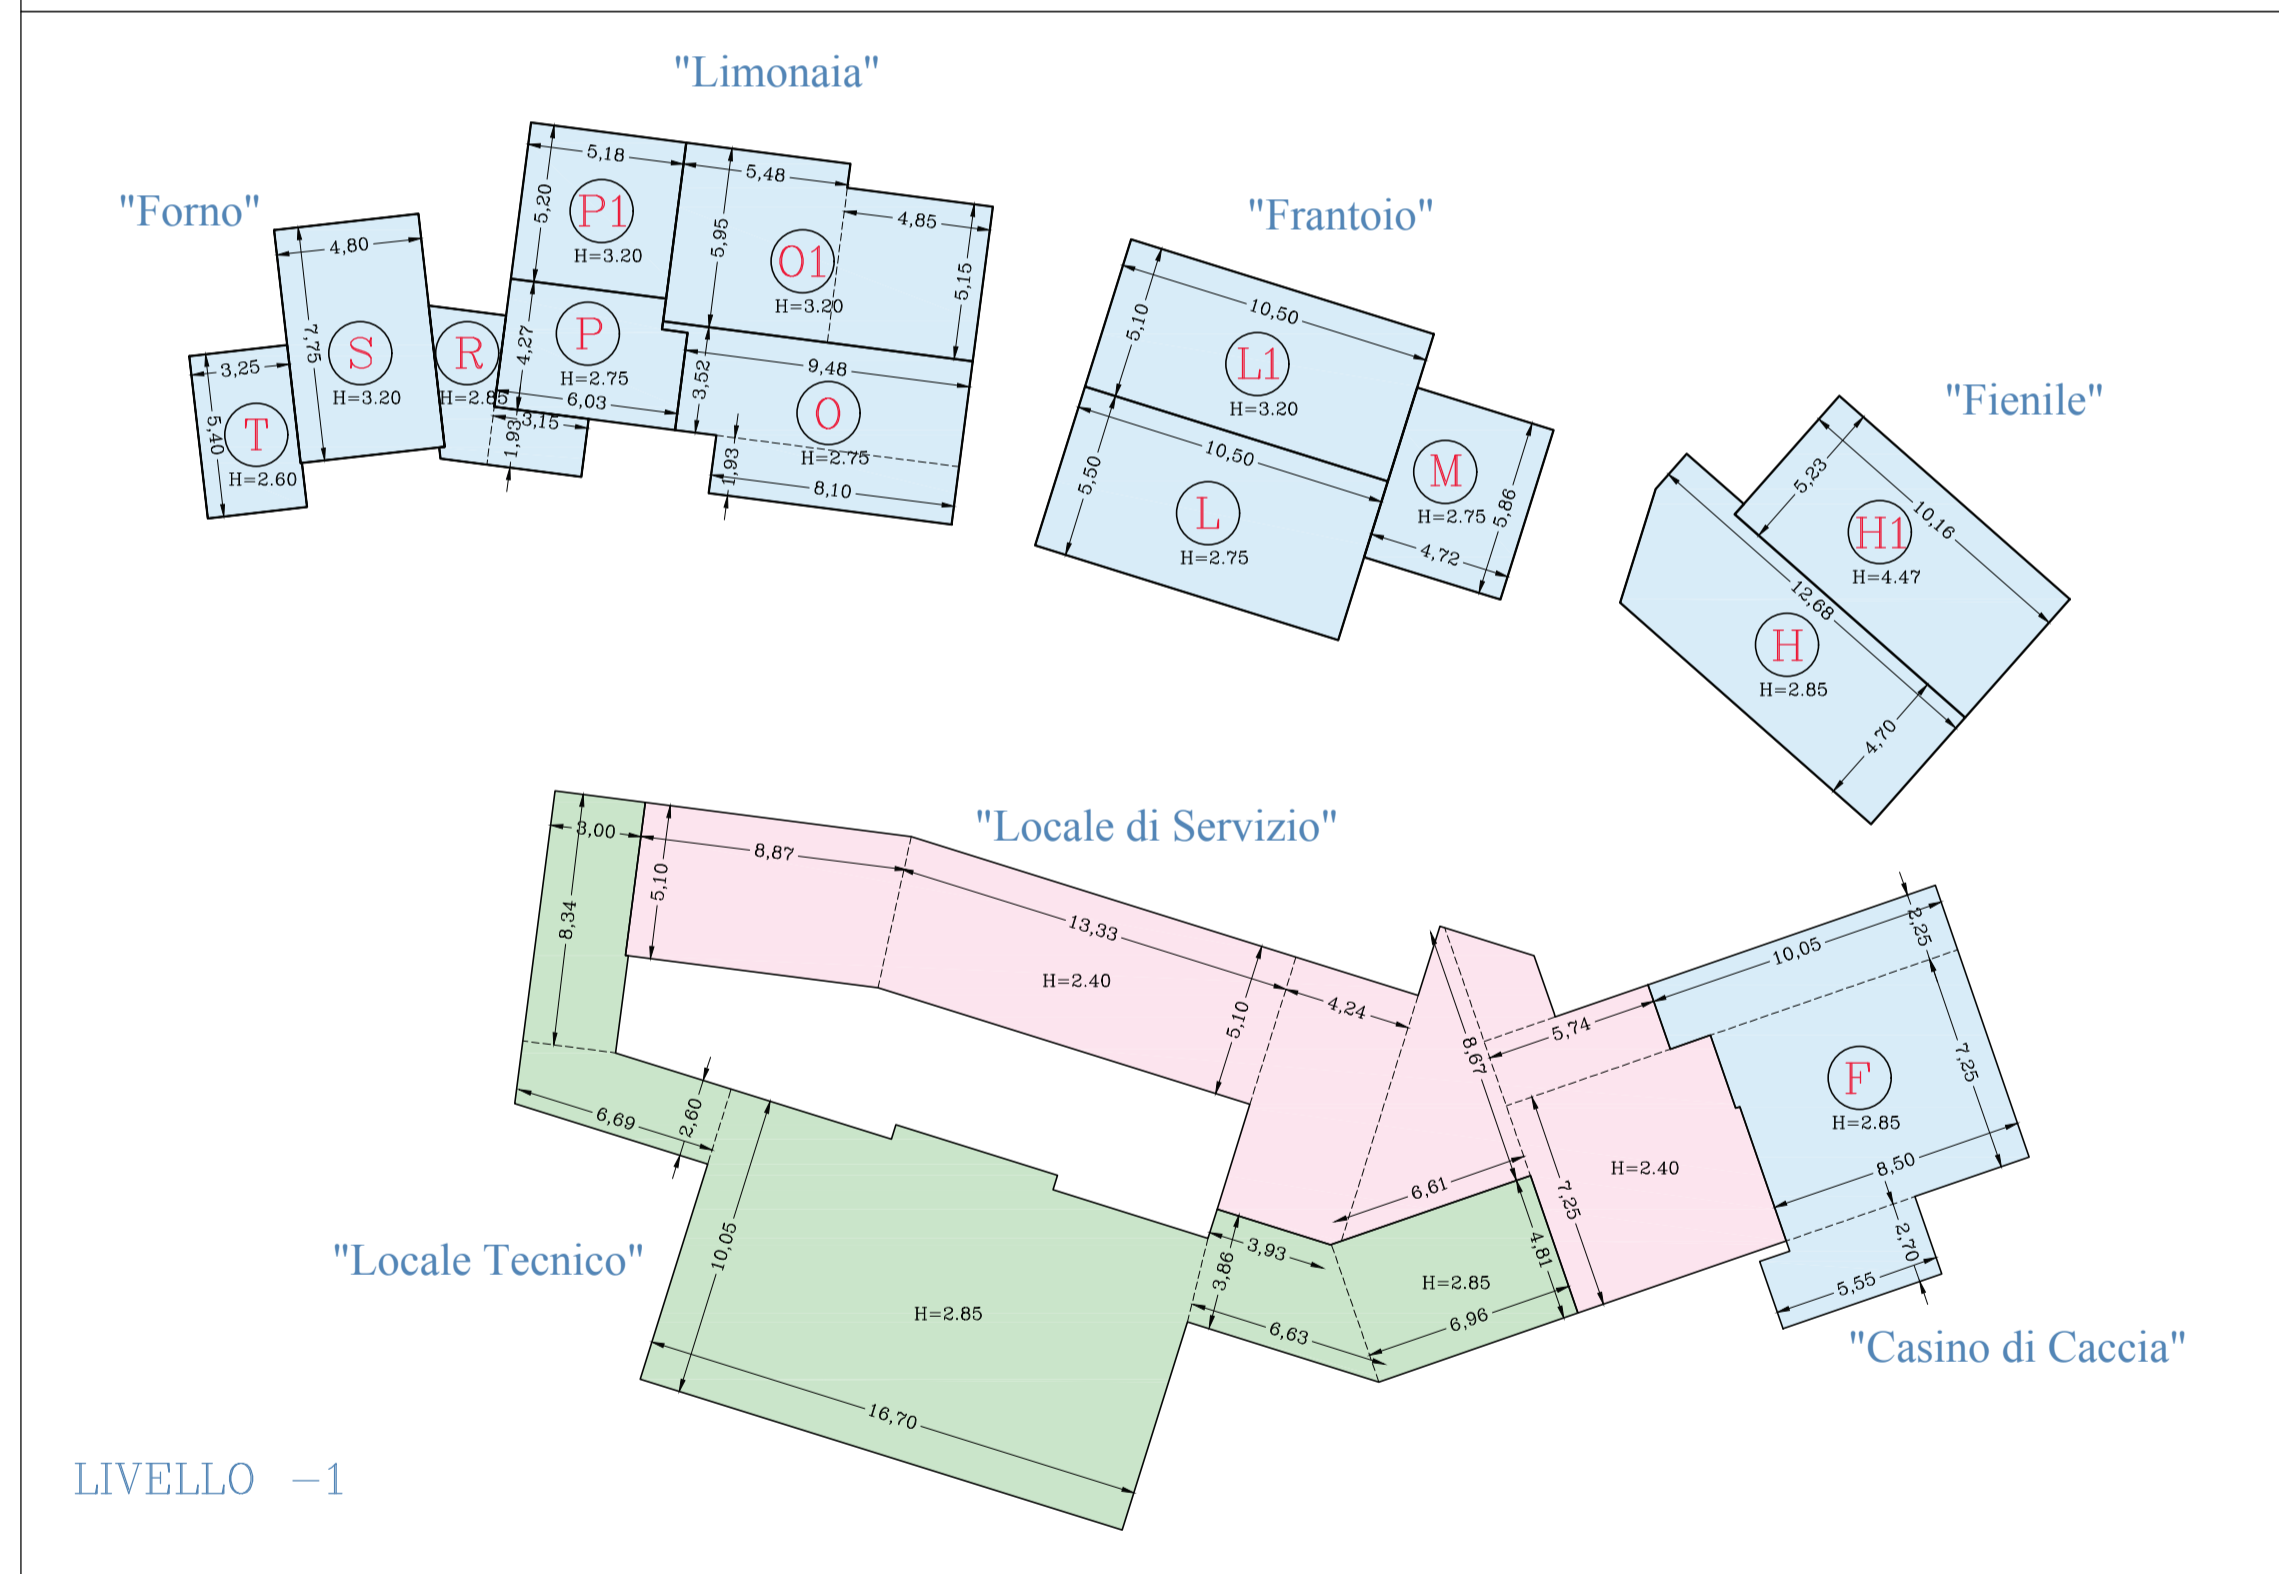 "Limonaia"
5,18
5,20
P1
H=3.20
5,48
5,95
O1
H=3.20
4,85
5,15
"Forno"
4,80
7,75
S
H=3.20
3,25
5,40
T
H=2.60
R
H=2.85
3,15
1,93
4,27
P
H=2.75
6,03
3,52
9,48
O
H=2.75
1,93
8,10
"Frantoio"
10,50
5,10
L1
H=3.20
10,50
5,50
L
H=2.75
M
H=2.75
5,86
4,72
"Fienile"
5,23
10,16
H1
H=4.47
12,68
H
H=2.85
4,70
"Locale di Servizio"
3,00
8,87
5,10
8,34
13,33
H=2.40
5,10
4,24
8,67
5,74
6,61
7,25
H=2.40
10,05
2,25
7,25
F
H=2.85
8,50
2,70
5,55
"Casino di Caccia"
6,69
2,60
10,05
"Locale Tecnico"
H=2.85
16,70
3,93
3,86
6,63
H=2.85
4,81
6,96
LIVELLO -1